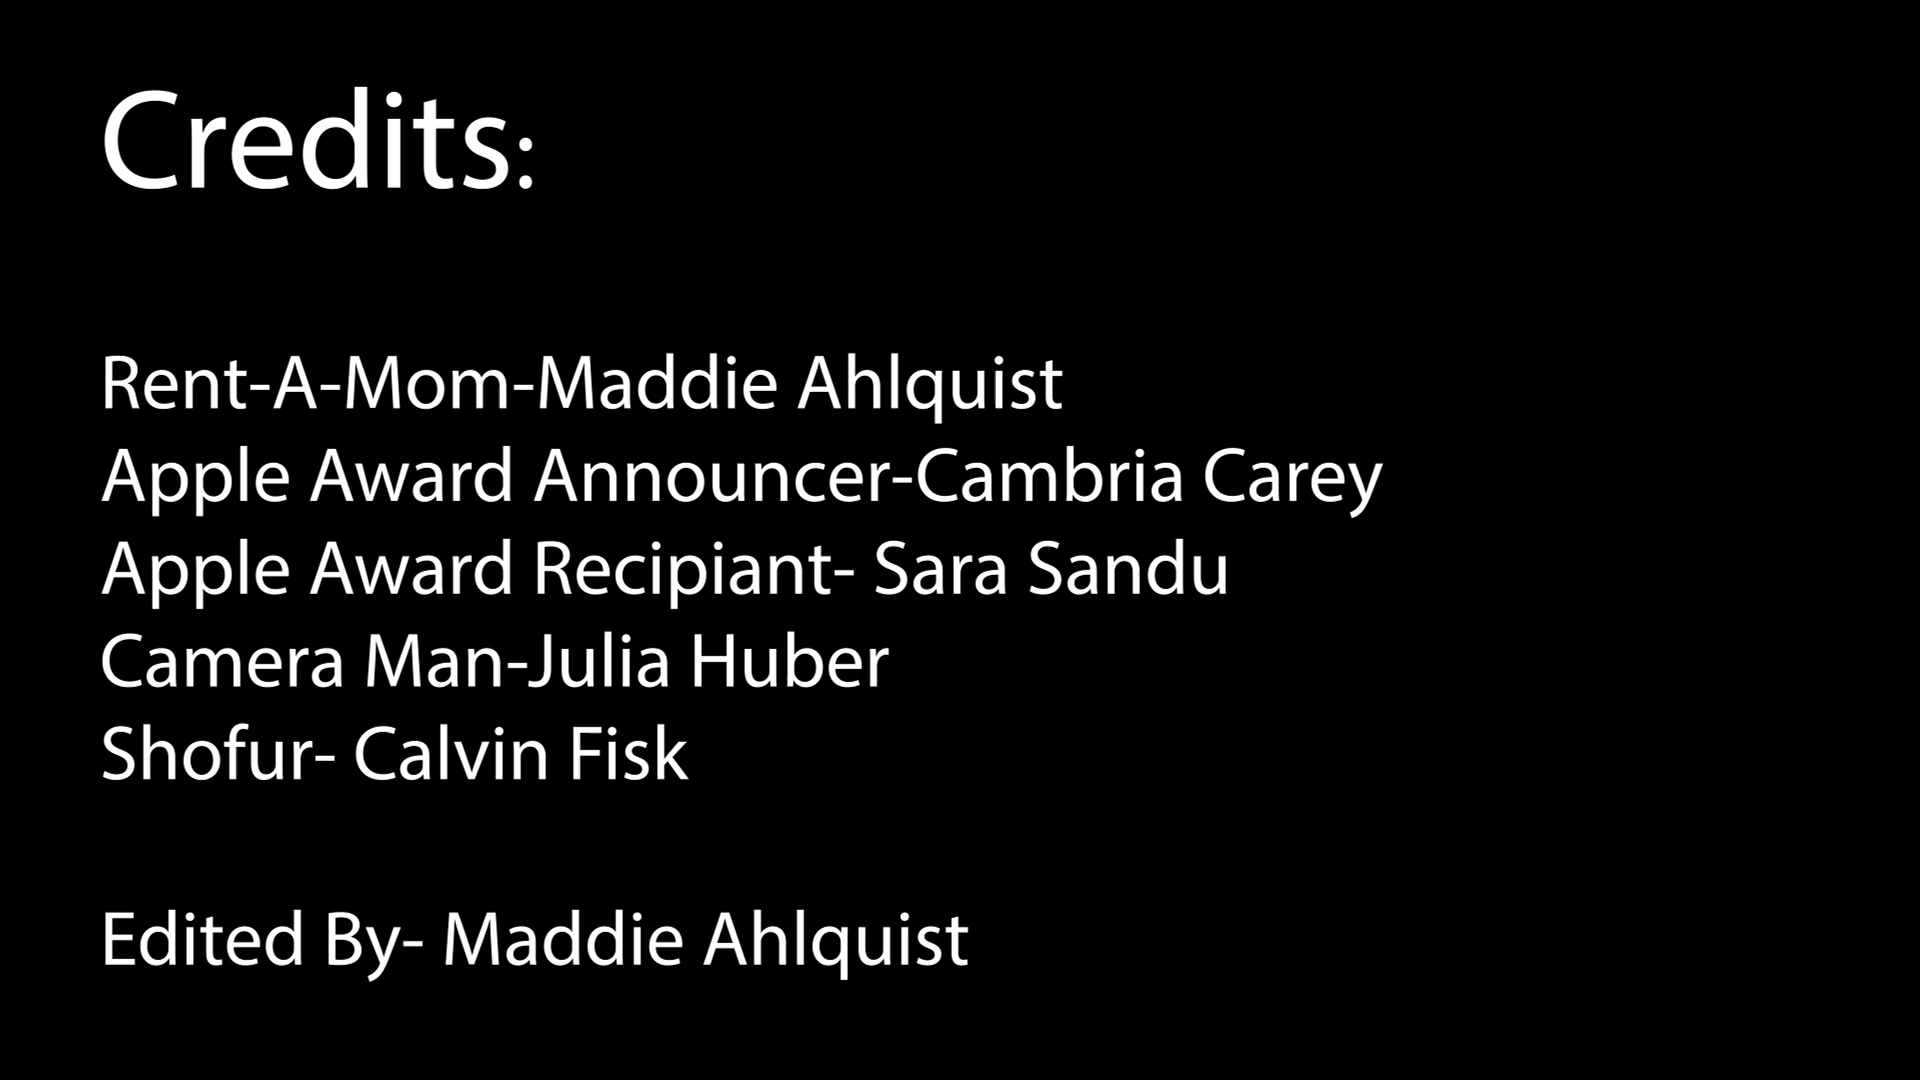 Credits:
Rent-A-Mom-Maddie Ahlquist
Apple Award Announcer-Cambria Carey
Apple Award Recipiant- Sara Sandu
Camera Man-Julia Huber
Shofur- Calvin Fisk
Edited By- Maddie Ahlquist